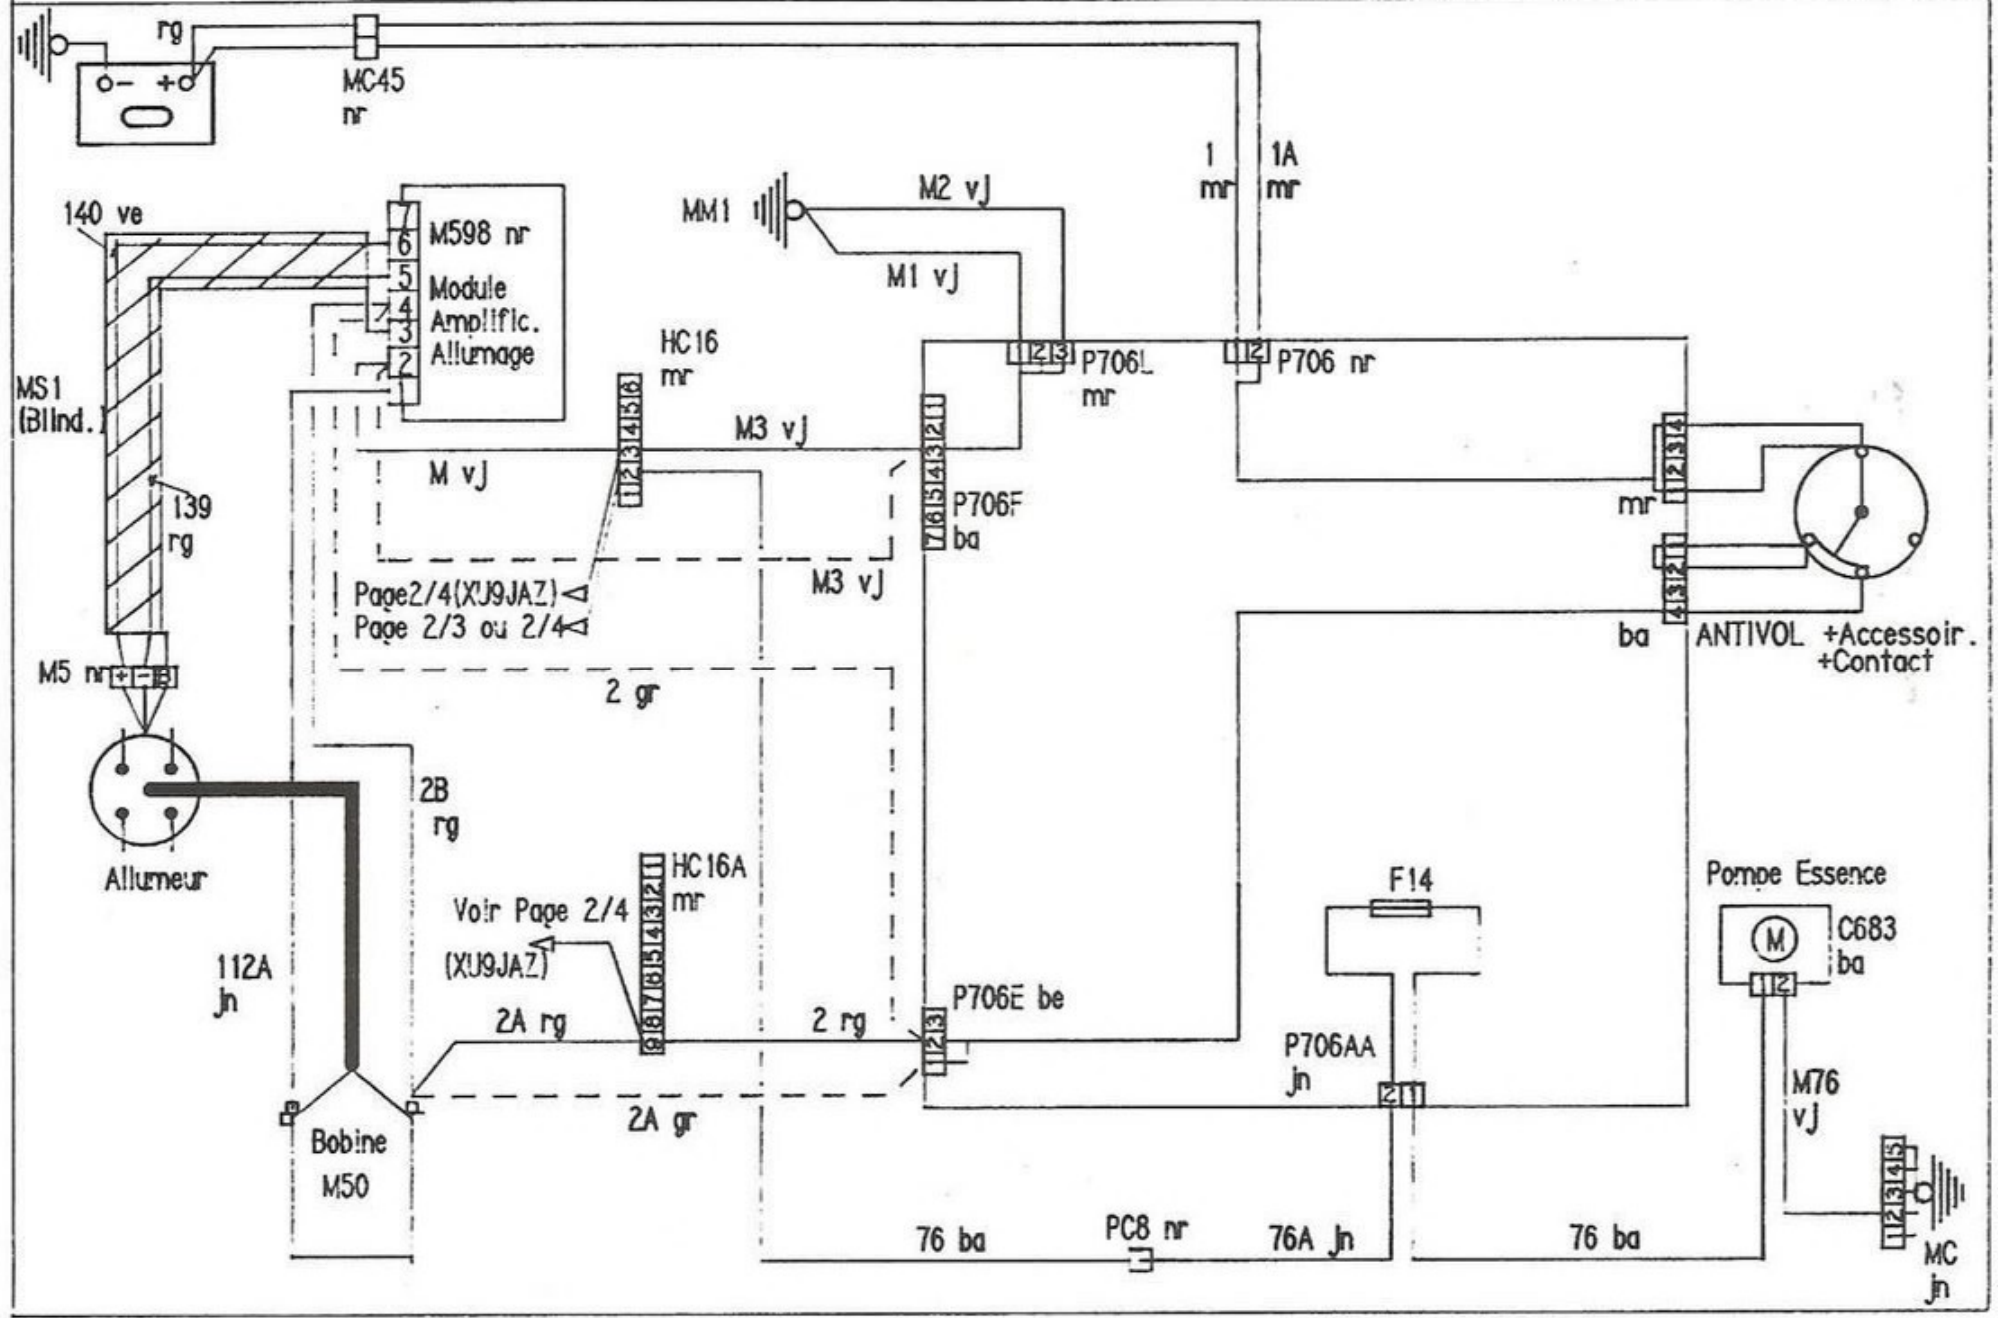 rg
- +
MC45
nr
1
mr
1A
mr
140 ve
7
6
5
4
3
2
1
M598 nr
Module
Amplific.
Allumage
MM1
M2 vj
M1 vj
HC16
mr
1 2 3 4 5 6
1 2 3
P706L
mr
1 2
P706 nr
MS1
(Blind.)
M vj
M3 vj
7 6 5 4 3 2 1
P706F
ba
139
rg
M3 vj
Page2/4(XU9JAZ)
Page 2/3 ou 2/4
1 2 3 4
mr
4 3 2 1
ba
ANTIVOL +Accessoir.
+Contact
M5 nr
+ - B
2 gr
2B
rg
Allumeur
HC16A
mr
9 8 7 6 5 4 3 2 1
Voir Page 2/4
(XU9JAZ)
F14
Pompe Essence
M
C683
ba
1 2
112A
jn
2A rg
2 rg
P706E be
1 2 3
P706AA
jn
2 1
M76
vj
2A gr
Bobine
M50
76 ba
PC8 nr
76A jn
76 ba
1 2 3 4 5
MC
jn